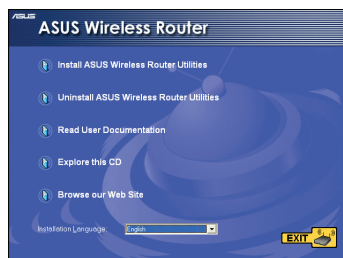 ASUS
ASUS Wireless Router
Install ASUS Wireless Router Utilities
Uninstall ASUS Wireless Router Utilities
Read User Documentation
Explore this CD
Browse our Web Site
Installation Language: English
EXIT